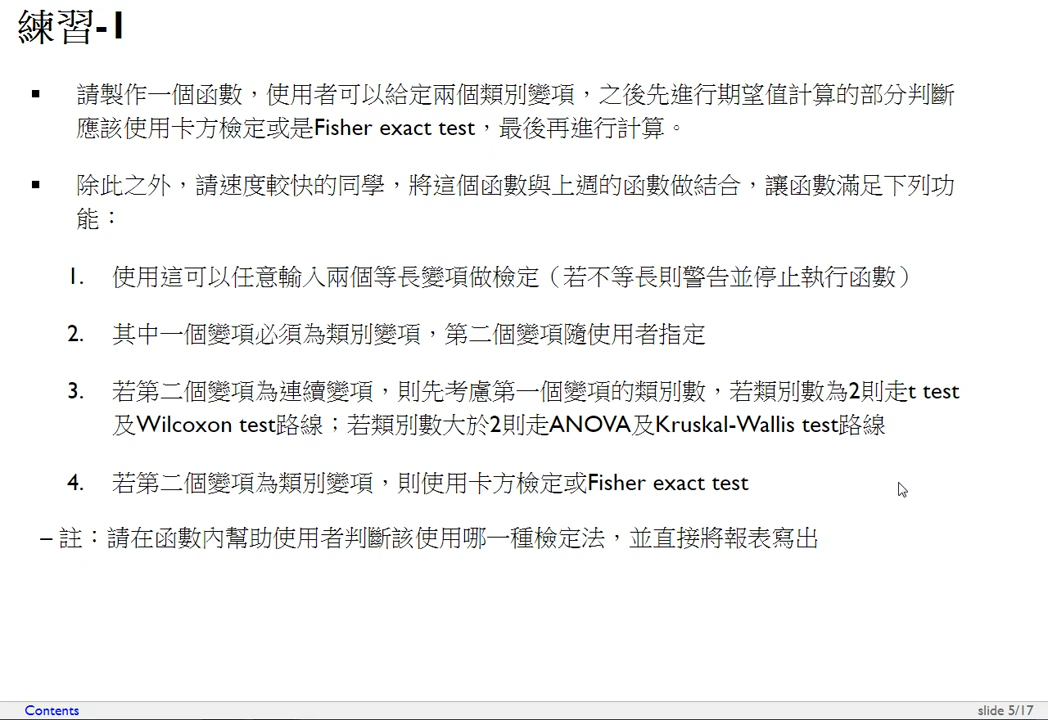 練習-1
▪ 請製作一個函數，使用者可以給定兩個類別變項，之後先進行期望值計算的部分判斷
應該使用卡方檢定或是Fisher exact test，最後再進行計算。
▪ 除此之外，請速度較快的同學，將這個函數與上週的函數做結合，讓函數滿足下列功
能：
1. 使用這可以任意輸入兩個等長變項做檢定（若不等長則警告並停止執行函數）
2. 其中一個變項必須為類別變項，第二個變項隨使用者指定
3. 若第二個變項為連續變項，則先考慮第一個變項的類別數，若類別數為2則走t test
及Wilcoxon test路線；若類別數大於2則走ANOVA及Kruskal-Wallis test路線
4. 若第二個變項為類別變項，則使用卡方檢定或Fisher exact test
– 註：請在函數內幫助使用者判斷該使用哪一種檢定法，並直接將報表寫出
Contents
slide 5/17